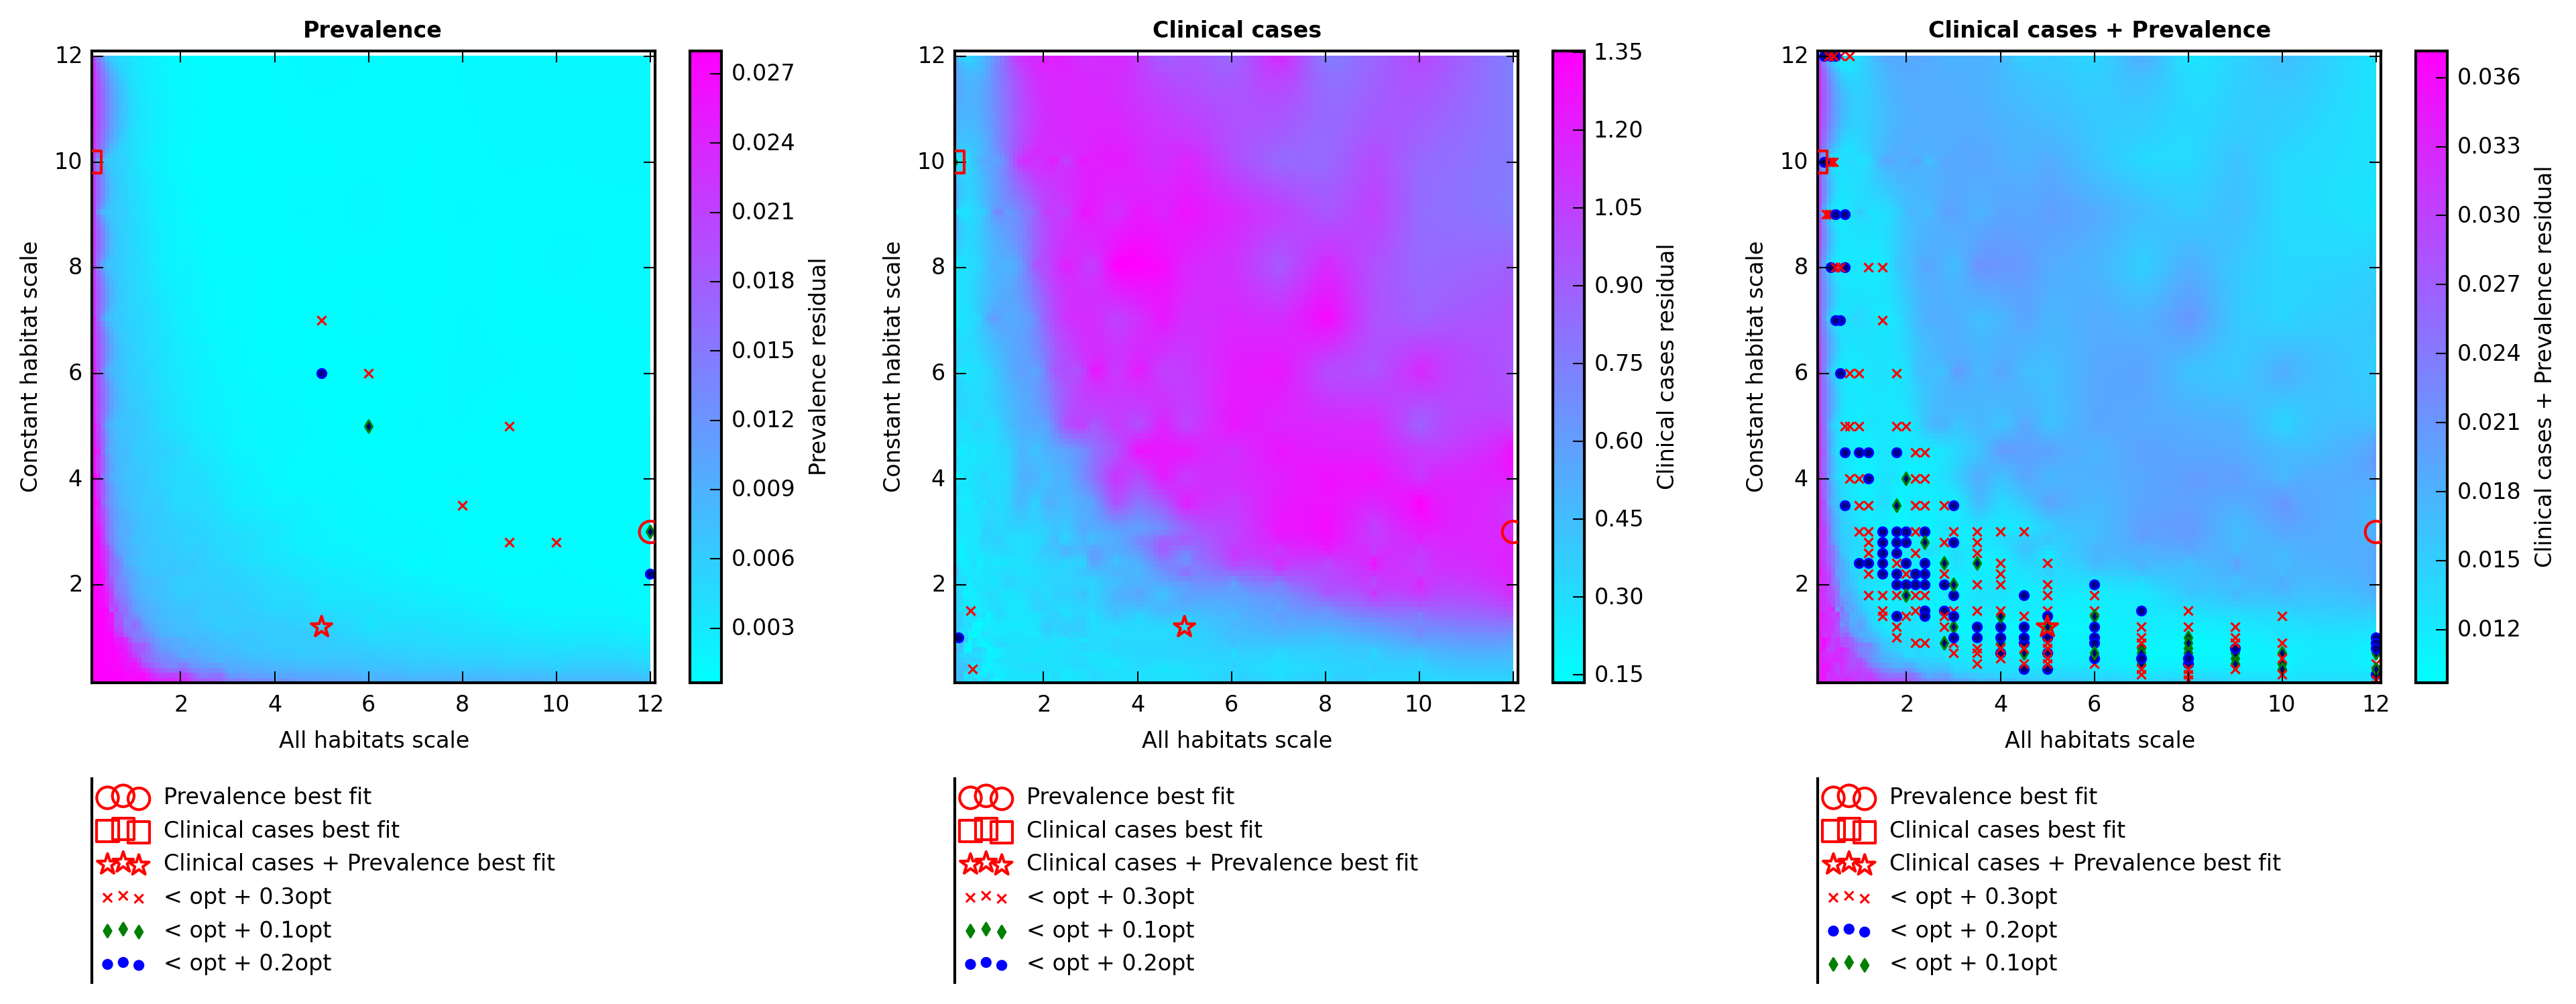 Prevalence
12
10
8
6
4
2
2 4 6 8 10 12
Constant habitat scale
All habitats scale
0.027
0.024
0.021
0.018
0.015
0.012
0.009
0.006
0.003
Prevalence residual
Prevalence best fit
Clinical cases best fit
Clinical cases + Prevalence best fit
< opt + 0.3opt
< opt + 0.1opt
< opt + 0.2opt
Clinical cases
12
10
8
6
4
2
2 4 6 8 10 12
Constant habitat scale
All habitats scale
1.35
1.20
1.05
0.90
0.75
0.60
0.45
0.30
0.15
Clinical cases residual
Prevalence best fit
Clinical cases best fit
Clinical cases + Prevalence best fit
< opt + 0.3opt
< opt + 0.1opt
< opt + 0.2opt
Clinical cases + Prevalence
12
10
8
6
4
2
2 4 6 8 10 12
Constant habitat scale
All habitats scale
0.036
0.033
0.030
0.027
0.024
0.021
0.018
0.015
0.012
Clinical cases + Prevalence residual
Prevalence best fit
Clinical cases best fit
Clinical cases + Prevalence best fit
< opt + 0.3opt
< opt + 0.2opt
< opt + 0.1opt